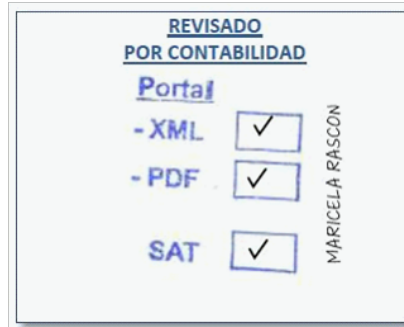 REVISADO
POR CONTABILIDAD
Portal
- XML ✓
- PDF ✓
SAT ✓
MARICELA RASCON